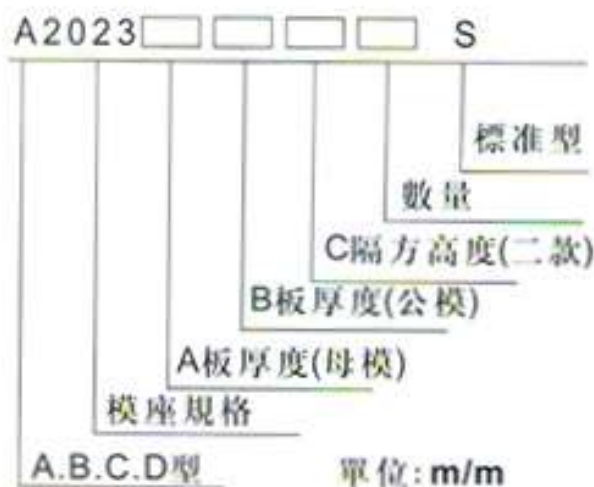 A2023□□□□ S
標准型
數量
C隔方高度(二款)
B板厚度(公模)
A板厚度(母模)
模座規格
A.B.C.D型 單位:m/m